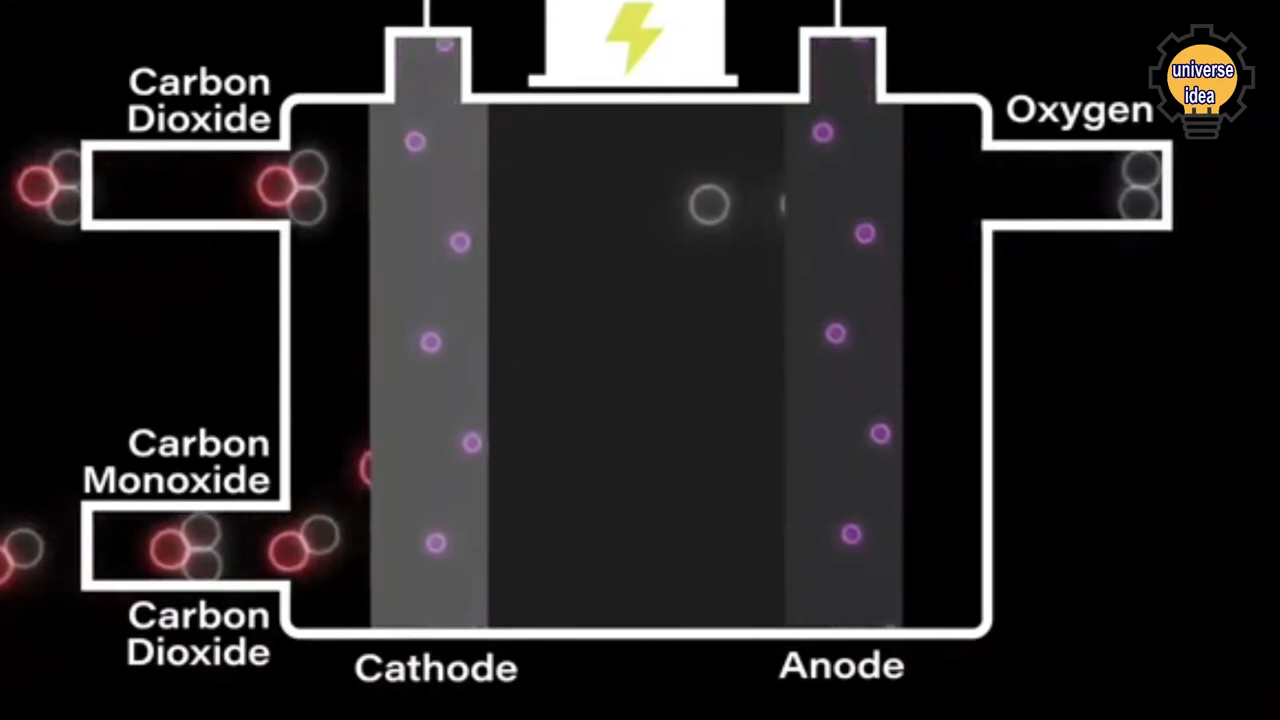 Carbon
Dioxide
universe
idea
Oxygen
Carbon
Monoxide
Carbon
Dioxide
Cathode
Anode